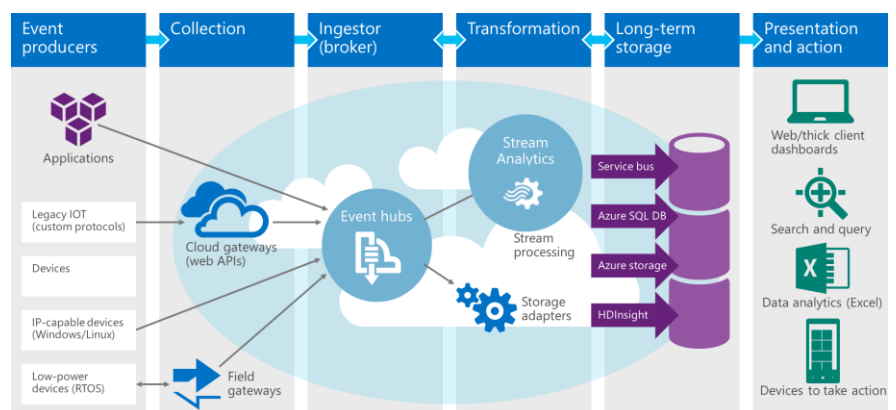 Event
producers
Collection
Ingestor
(broker)
Transformation
Long-term
storage
Presentation
and action
Applications
Legacy IOT
(custom protocols)
Devices
IP-capable devices
(Windows/Linux)
Low-power
devices (RTOS)
Cloud gateways
(web APIs)
Field
gateways
Event hubs
Stream
Analytics
Stream
processing
Storage
adapters
Service bus
Azure SQL DB
Azure storage
HDInsight
Web/thick client
dashboards
Search and query
X
Data analytics (Excel)
Devices to take action